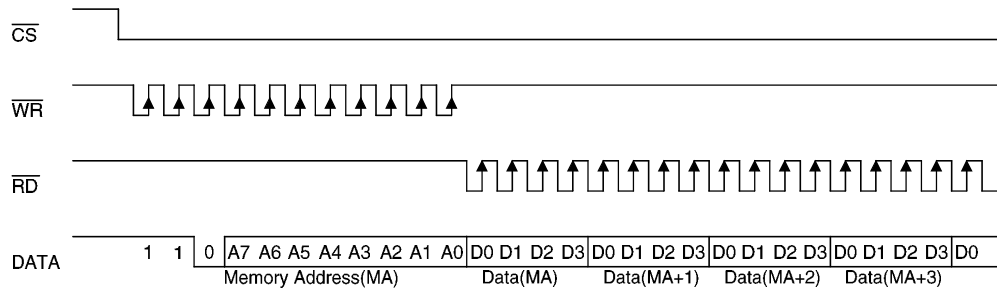 CS
WR
RD
DATA 1 1 0 A7 A6 A5 A4 A3 A2 A1 A0 D0 D1 D2 D3 D0 D1 D2 D3 D0 D1 D2 D3 D0 D1 D2 D3 D0
Memory Address(MA) Data(MA) Data(MA+1) Data(MA+2) Data(MA+3)